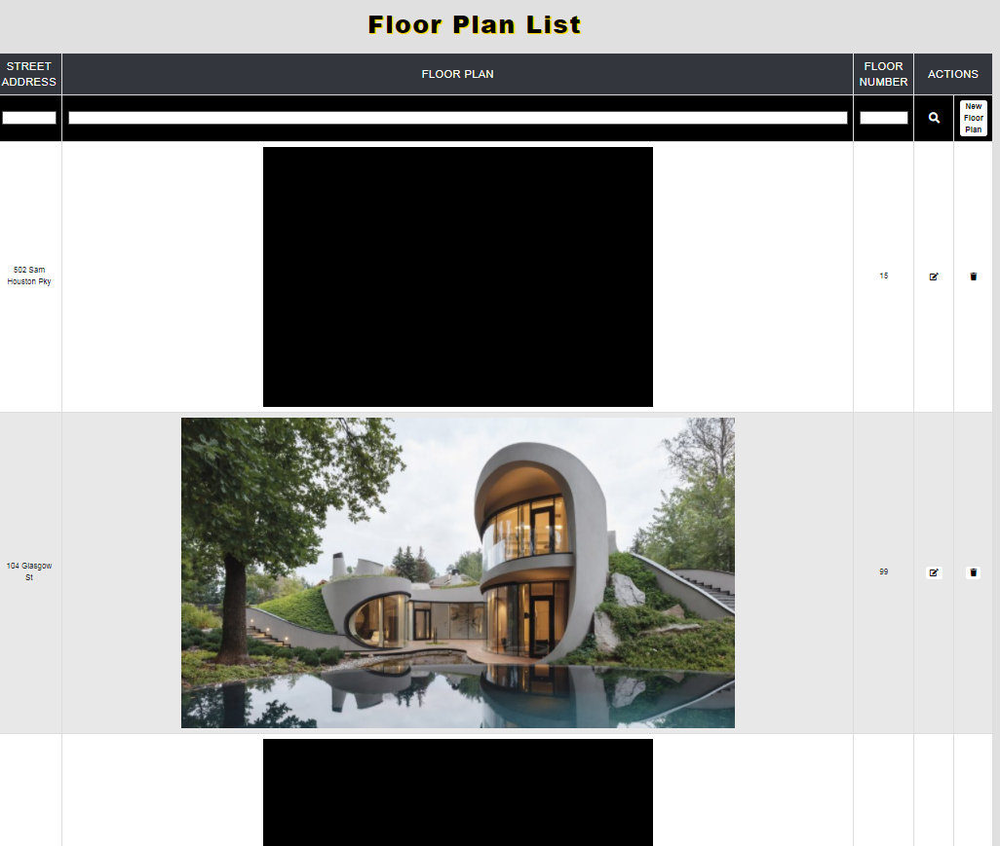 Floor Plan List
STREET
ADDRESS
FLOOR PLAN
FLOOR
NUMBER
ACTIONS
New
Floor
Plan
502 Sam
Houston Pky
15
104 Glasgow
St
99